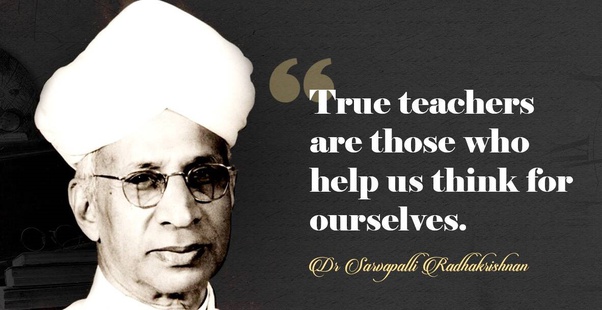 “True teachers
are those who
help us think for
ourselves.
Dr Sarvapalli Radhakrishnan